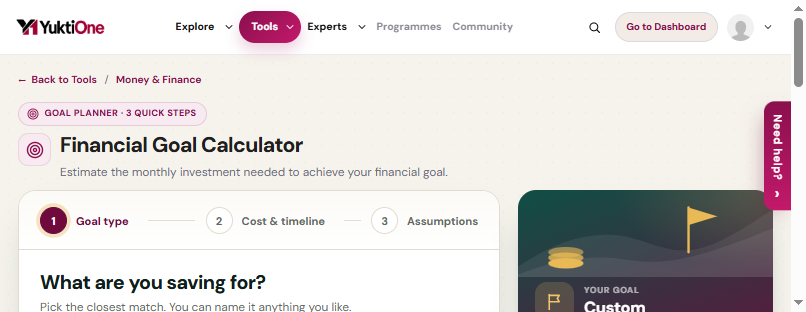 YuktiOne
Explore Tools Experts Programmes Community Go to Dashboard
← Back to Tools / Money & Finance
GOAL PLANNER · 3 QUICK STEPS
Financial Goal Calculator
Estimate the monthly investment needed to achieve your financial goal.
Need help? ›
1 Goal type 2 Cost & timeline 3 Assumptions
What are you saving for?
Pick the closest match. You can name it anything you like.
YOUR GOAL
Custom